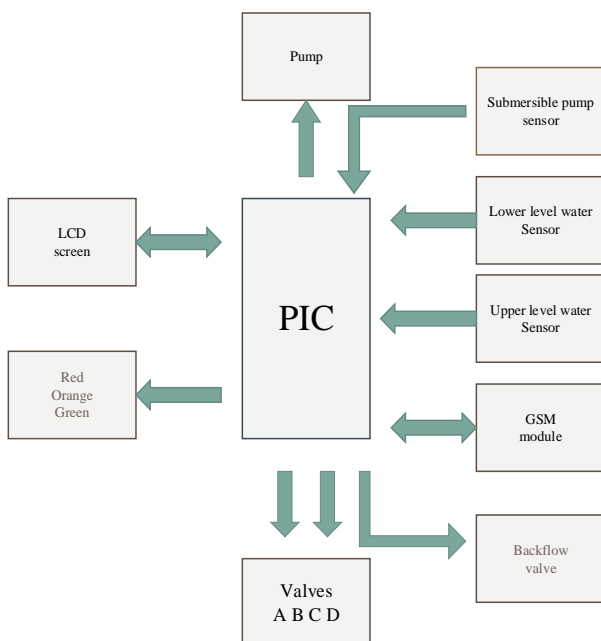 Pump
Submersible pump
sensor
LCD
screen
Lower level water
Sensor
PIC
Upper level water
Sensor
Red
Orange
Green
GSM
module
Valves
A B C D
Backflow
valve